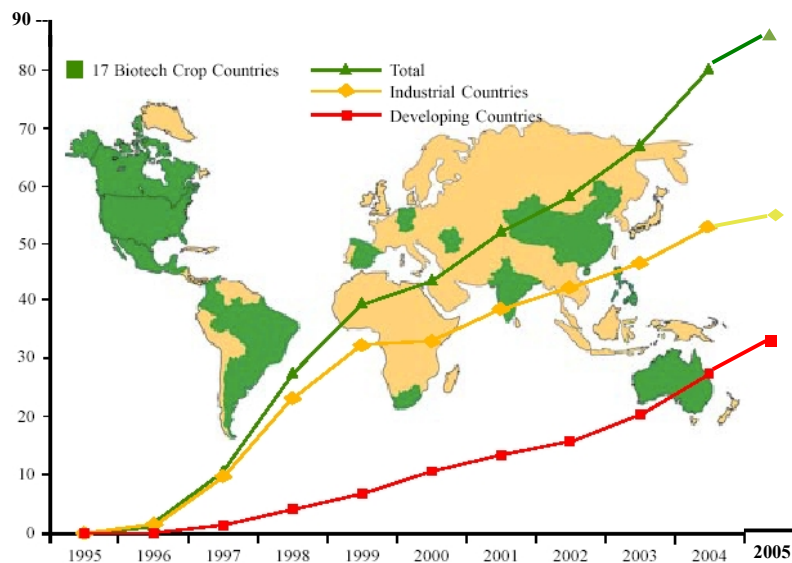 90
17 Biotech Crop Countries
Total
Industrial Countries
Developing Countries
80
70
60
50
40
30
20
10
0
1995 1996 1997 1998 1999 2000 2001 2002 2003 2004 2005